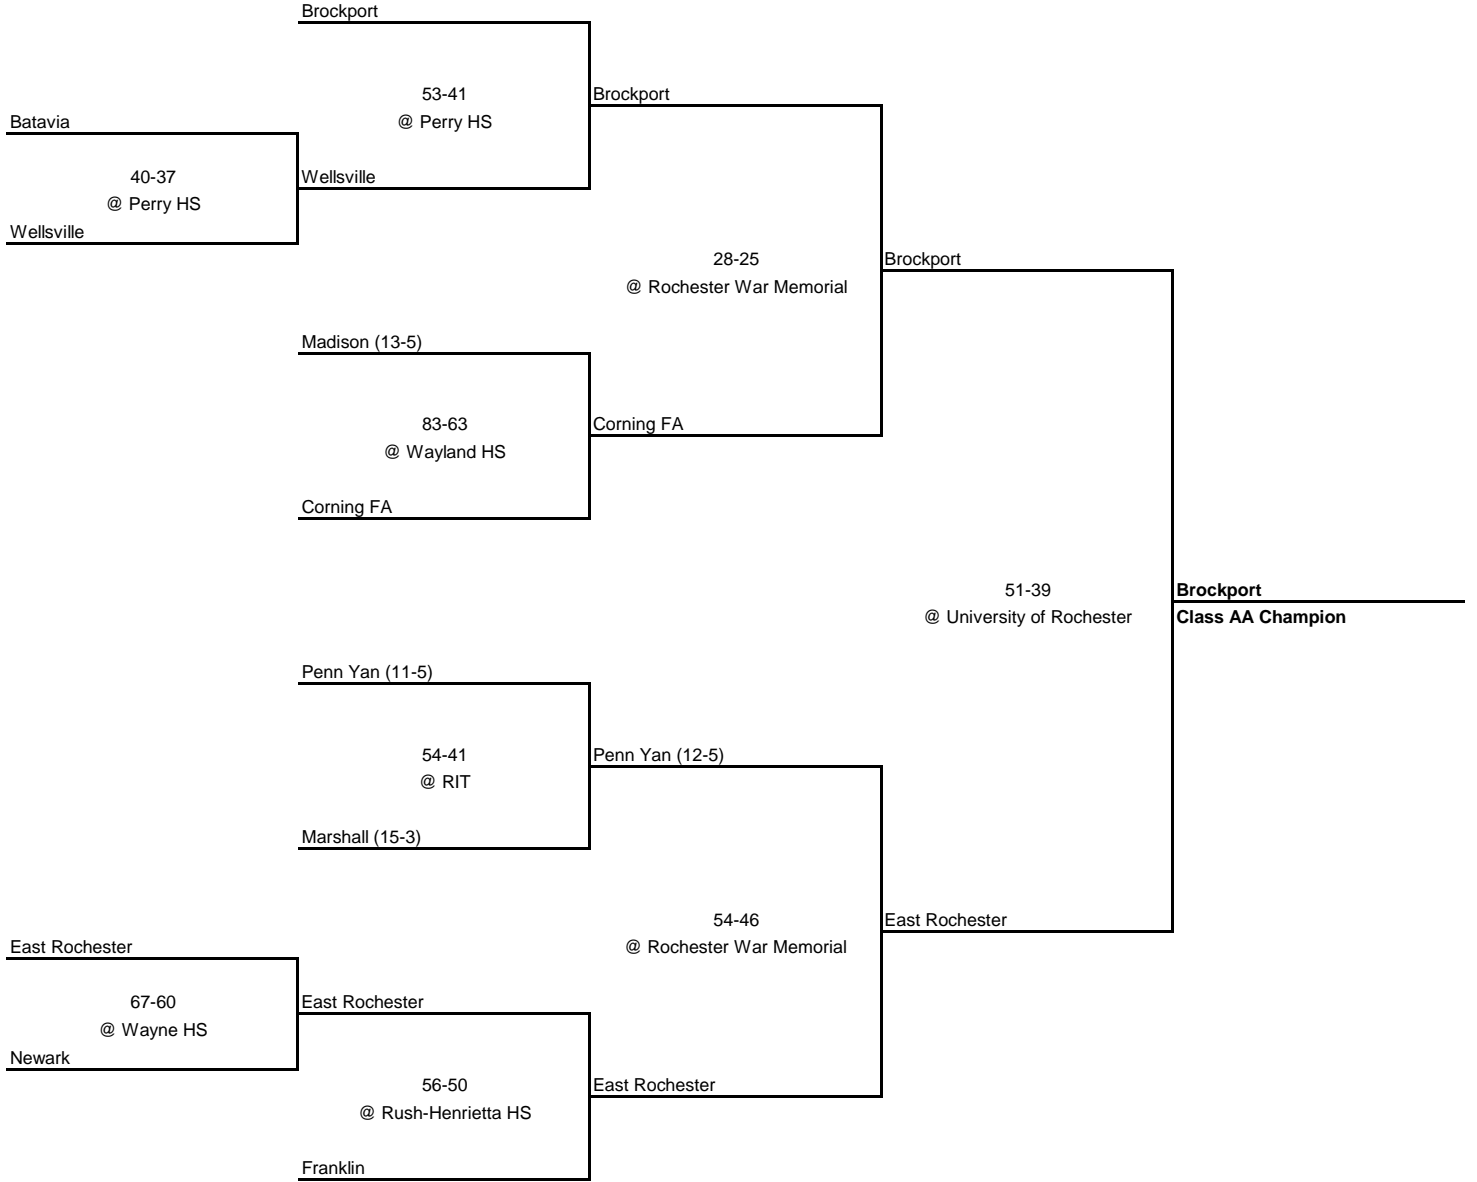 Brockport
53-41
Brockport
Batavia
@ Perry HS
40-37
Wellsville
@ Perry HS
Wellsville
28-25
Brockport
@ Rochester War Memorial
Madison (13-5)
83-63
Corning FA
@ Wayland HS
Corning FA
51-39
Brockport
@ University of Rochester
Class AA Champion
Penn Yan (11-5)
54-41
Penn Yan (12-5)
@ RIT
Marshall (15-3)
54-46
East Rochester
East Rochester
@ Rochester War Memorial
67-60
East Rochester
@ Wayne HS
Newark
56-50
East Rochester
@ Rush-Henrietta HS
Franklin